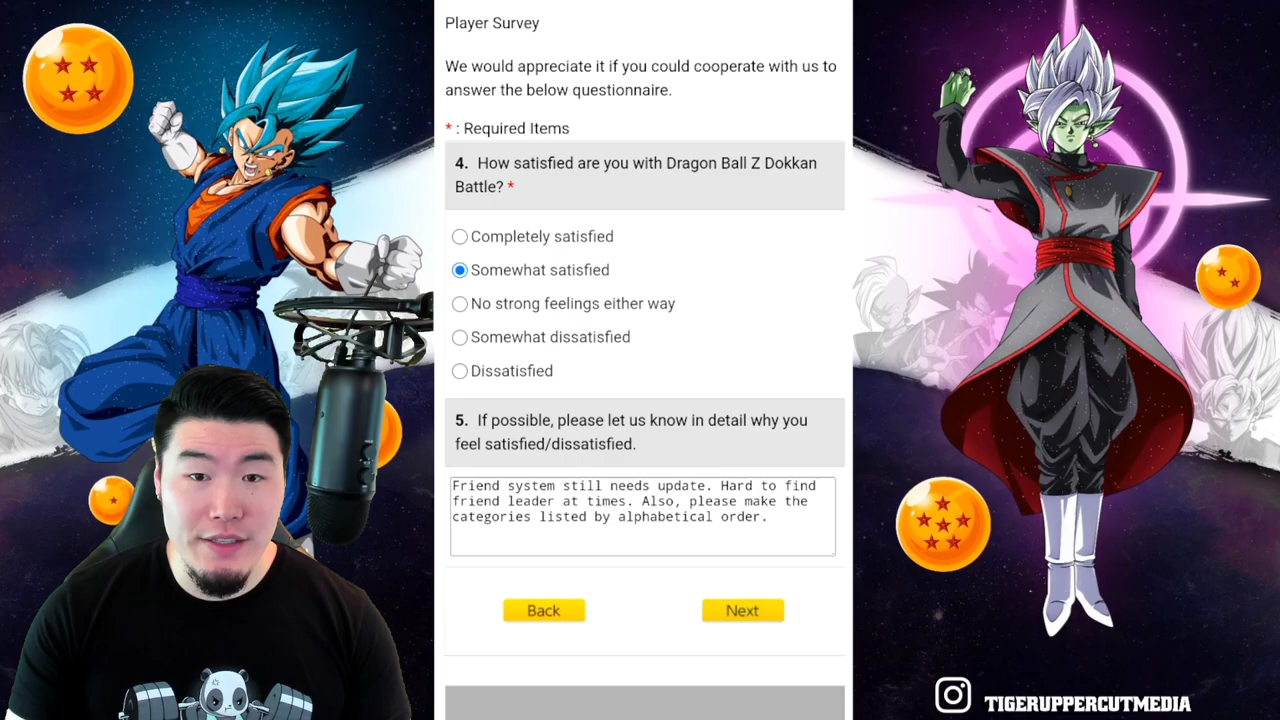 Player Survey
We would appreciate it if you could cooperate with us to
answer the below questionnaire.
* : Required Items
4. How satisfied are you with Dragon Ball Z Dokkan
Battle? *
Completely satisfied
Somewhat satisfied
No strong feelings either way
Somewhat dissatisfied
Dissatisfied
5. If possible, please let us know in detail why you
feel satisfied/dissatisfied.
Friend system still needs update. Hard to find
friend leader at times. Also, please make the
categories listed by alphabetical order.
Back
Next
TIGERUPPERCUTMEDIA